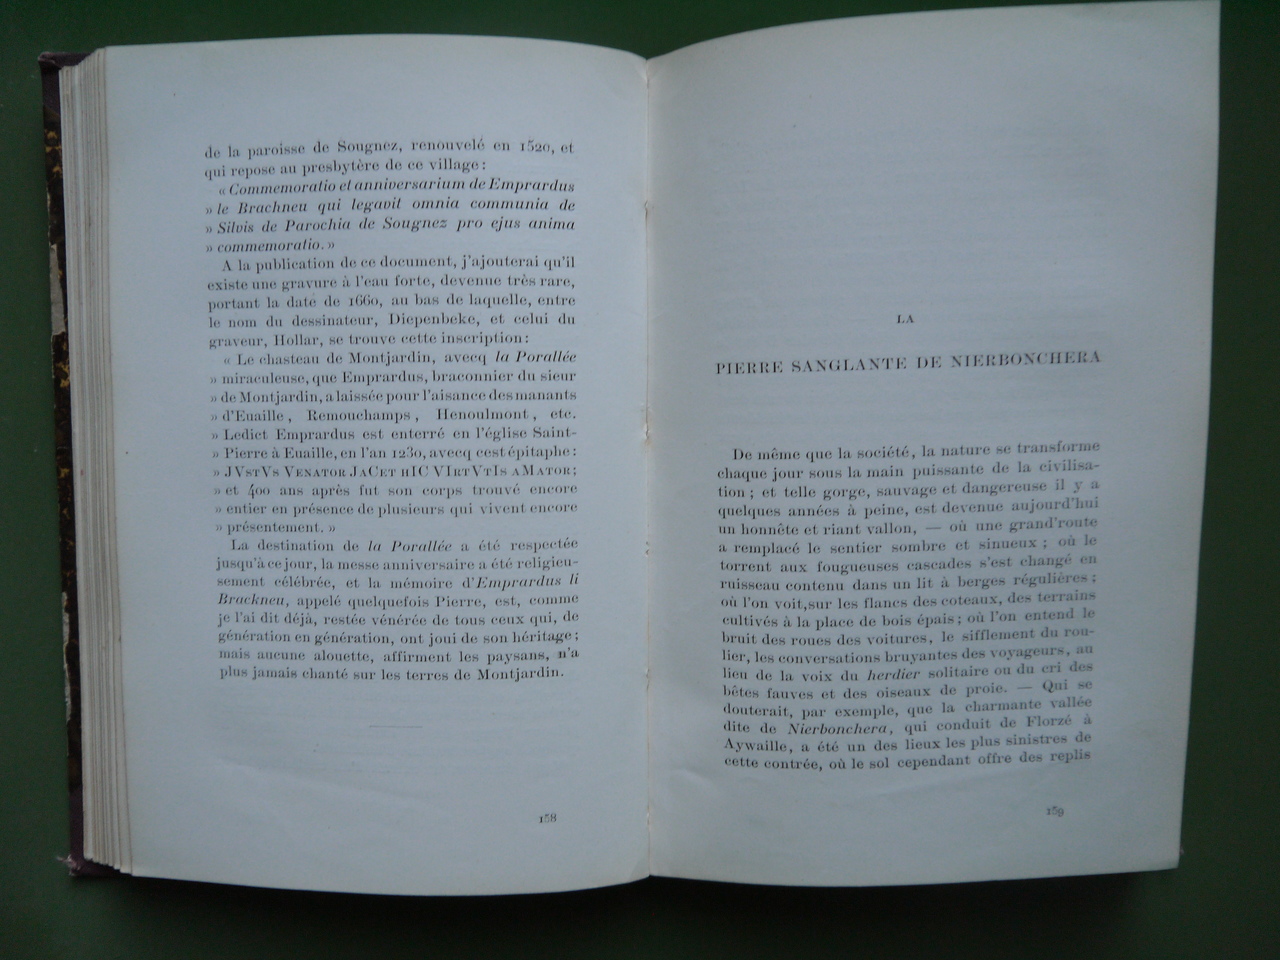 de la paroisse de Sougnez, renouvelé en 1520, et
qui repose au presbytère de ce village :
« Commemoratio et anniversarium de Emprardus
» le Brachneu qui legavit omnia communia de
» Silvis de Parochia de Sougnez pro ejus anima
» commemoratio. »
A la publication de ce document, j'ajouterai qu'il
existe une gravure à l'eau forte, devenue très rare,
portant la date de 1660, au bas de laquelle, entre
le nom du dessinateur, Diepenbeke, et celui du
graveur, Hollar, se trouve cette inscription :
« Le chasteau de Montjardin, avecq la Porallée
» miraculeuse, que Emprardus, braconnier du sieur
» de Montjardin, a laissée pour l'aisance des manants
» d'Euaille, Remouchamps, Henoulmont, etc.
» Ledict Emprardus est enterré en l'église Saint-
» Pierre à Euaille, en l'an 1230, avecq cest épitaphe :
» JVstVs VenatOr JaCet hIC VIrtVtIs aMator;
» et 400 ans après fut son corps trouvé encore
» entier en présence de plusieurs qui vivent encore
» présentement. »
La destination de la Porallée a été respectée
jusqu'à ce jour, la messe anniversaire a été religieu-
sement célébrée, et la mémoire d'Emprardus li
Brackneu, appelé quelquefois Pierre, est, comme
je l'ai dit déjà, restée vénérée de tous ceux qui, de
génération en génération, ont joui de son héritage ;
mais aucune alouette, affirment les paysans, n'a
plus jamais chanté sur les terres de Montjardin.
158
LA
PIERRE SANGLANTE DE NIERBONCHERA
De même que la société, la nature se transforme
chaque jour sous la main puissante de la civilisa-
tion ; et telle gorge, sauvage et dangereuse il y a
quelques années à peine, est devenue aujourd'hui
un honnête et riant vallon, — où une grand'route
a remplacé le sentier sombre et sinueux ; où le
torrent aux fougueuses cascades s'est changé en
ruisseau contenu dans un lit à berges régulières ;
où l'on voit, sur les flancs des coteaux, des terrains
cultivés à la place de bois épais ; où l'on entend le
bruit des roues des voitures, le sifflement du rou-
lier, les conversations bruyantes des voyageurs, au
lieu de la voix du herdier solitaire ou du cri des
bêtes fauves et des oiseaux de proie. — Qui se
douterait, par exemple, que la charmante vallée
dite de Nierbonchera, qui conduit de Florzé à
Aywaille, a été un des lieux les plus sinistres de
cette contrée, où le sol cependant offre des replis
159